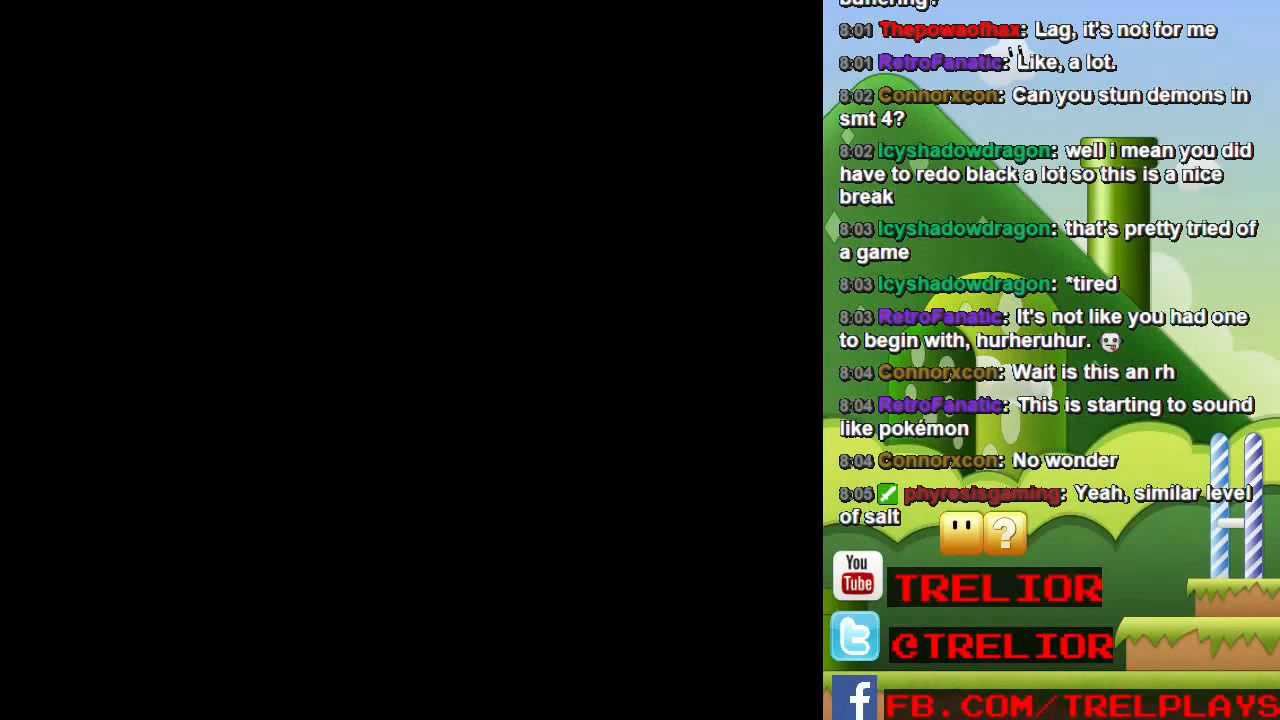 buffering?
8:01 Thepowaofhax: Lag, it's not for me
8:01 RetroFanatic: Like, a lot.
8:02 Connorxcon: Can you stun demons in
smt 4?
8:02 Icyshadowdragon: well i mean you did
have to redo black a lot so this is a nice
break
8:03 Icyshadowdragon: that's pretty tried of
a game
8:03 Icyshadowdragon: *tired
8:03 RetroFanatic: It's not like you had one
to begin with, hurheruhur.
8:04 Connorxcon: Wait is this an rh
8:04 RetroFanatic: This is starting to sound
like pokémon
8:04 Connorxcon: No wonder
8:05 phyresisgaming: Yeah, similar level
of salt
?
You
Tube
TRELIOR
@TRELIOR
FB.COM/TRELPLAYS